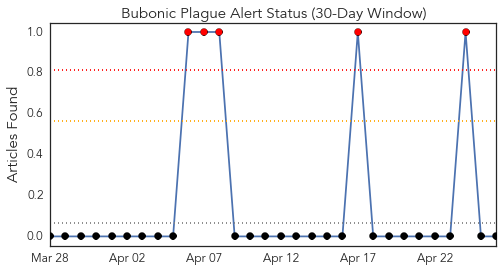 Bubonic Plague Alert Status (30-Day Window)
Articles Found
1.0
0.8
0.6
0.4
0.2
0.0
Mar 28 Apr 02 Apr 07 Apr 12 Apr 17 Apr 22